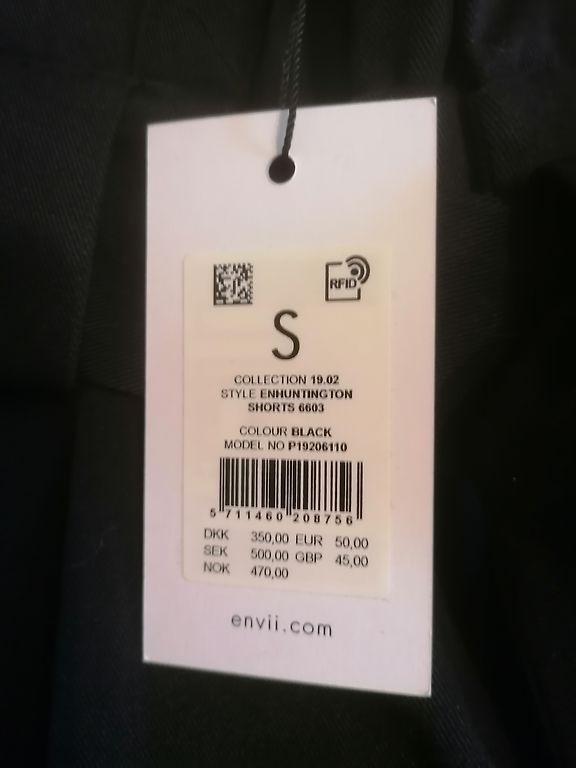 RFID
S
COLLECTION 19.02
STYLE ENHUNTINGTON
SHORTS 6603
COLOUR BLACK
MODEL NO P19206110
5 711460 208756
DKK 350,00 EUR 50,00
SEK 500,00 GBP 45,00
NOK 470,00
envii.com